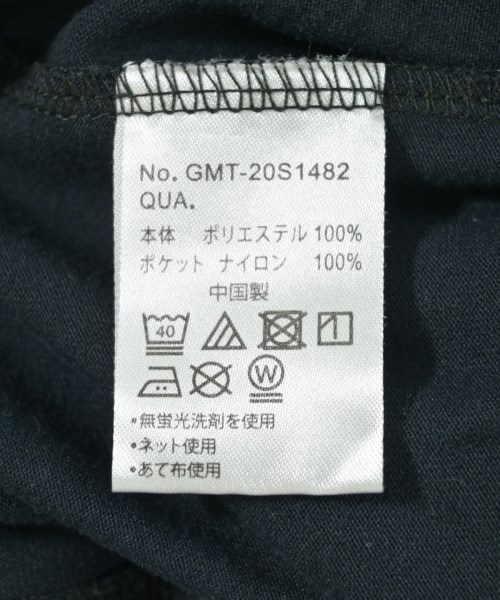 No. GMT-20S1482
QUA.
本体 ポリエステル 100%
ポケット ナイロン 100%
中国製
40
W
・無蛍光洗剤を使用
・ネット使用
・あて布使用